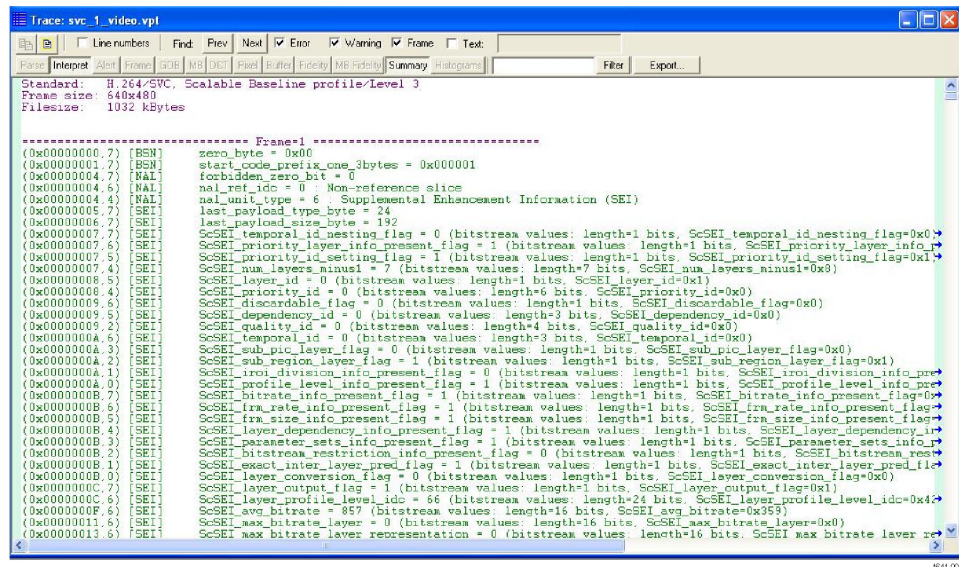 Trace: svc_1_video.vpt
Line numbers Find: Prev Next Error Warning Frame Text:
Parse Interpret Alert Frame GOB MB DCT Pixel Buffer Fidelity MB Fidelity Summary Histograms Filter Export...
Standard: H.264/SVC, Scalable Baseline profile/Level 3
Frame size: 640x480
Filesize: 1032 kBytes
------------------------------- Frame=1 -------------------------------
(0x00000000,7) [BSN] zero_byte = 0x00
(0x00000001,7) [BSN] start_code_prefix_one_3bytes = 0x000001
(0x00000004,7) [NAL] forbidden_zero_bit = 0
(0x00000004,6) [NAL] nal_ref_idc = 0 : Non-reference slice
(0x00000004,4) [NAL] nal_unit_type = 6 : Supplemental Enhancement Information (SEI)
(0x00000005,7) [SEI] last_payload_type_byte = 24
(0x00000006,7) [SEI] last_payload_size_byte = 192
(0x00000007,7) [SEI] ScSEI_temporal_id_nesting_flag = 0 (bitstream values: length=1 bits, ScSEI_temporal_id_nesting_flag=0x0)
(0x00000007,6) [SEI] ScSEI_priority_layer_info_present_flag = 1 (bitstream values: length=1 bits, ScSEI_priority_layer_info_p
(0x00000007,5) [SEI] ScSEI_priority_id_setting_flag = 1 (bitstream values: length=1 bits, ScSEI_priority_id_setting_flag=0x1)
(0x00000007,4) [SEI] ScSEI_num_layers_minus1 = 7 (bitstream values: length=7 bits, ScSEI_num_layers_minus1=0x8)
(0x00000008,5) [SEI] ScSEI_layer_id = 0 (bitstream values: length=1 bits, ScSEI_layer_id=0x1)
(0x00000008,4) [SEI] ScSEI_priority_id = 0 (bitstream values: length=6 bits, ScSEI_priority_id=0x0)
(0x00000009,6) [SEI] ScSEI_discardable_flag = 0 (bitstream values: length=1 bits, ScSEI_discardable_flag=0x0)
(0x00000009,5) [SEI] ScSEI_dependency_id = 0 (bitstream values: length=3 bits, ScSEI_dependency_id=0x0)
(0x00000009,2) [SEI] ScSEI_quality_id = 0 (bitstream values: length=4 bits, ScSEI_quality_id=0x0)
(0x0000000A,6) [SEI] ScSEI_temporal_id = 0 (bitstream values: length=3 bits, ScSEI_temporal_id=0x0)
(0x0000000A,3) [SEI] ScSEI_sub_pic_layer_flag = 0 (bitstream values: length=1 bits, ScSEI_sub_pic_layer_flag=0x0)
(0x0000000A,2) [SEI] ScSEI_sub_region_layer_flag = 1 (bitstream values: length=1 bits, ScSEI_sub_region_layer_flag=0x1)
(0x0000000A,1) [SEI] ScSEI_iroi_division_info_present_flag = 0 (bitstream values: length=1 bits, ScSEI_iroi_division_info_pre
(0x0000000A,0) [SEI] ScSEI_profile_level_info_present_flag = 1 (bitstream values: length=1 bits, ScSEI_profile_level_info_pre
(0x0000000B,7) [SEI] ScSEI_bitrate_info_present_flag = 1 (bitstream values: length=1 bits, ScSEI_bitrate_info_present_flag=0x
(0x0000000B,6) [SEI] ScSEI_frm_rate_info_present_flag = 1 (bitstream values: length=1 bits, ScSEI_frm_rate_info_present_flag=
(0x0000000B,5) [SEI] ScSEI_frm_size_info_present_flag = 1 (bitstream values: length=1 bits, ScSEI_frm_size_info_present_flag=
(0x0000000B,4) [SEI] ScSEI_layer_dependency_info_present_flag = 1 (bitstream values: length=1 bits, ScSEI_layer_dependency_in
(0x0000000B,3) [SEI] ScSEI_parameter_sets_info_present_flag = 1 (bitstream values: length=1 bits, ScSEI_parameter_sets_info_p
(0x0000000B,2) [SEI] ScSEI_bitstream_restriction_info_present_flag = 0 (bitstream values: length=1 bits, ScSEI_bitstream_rest
(0x0000000B,1) [SEI] ScSEI_exact_inter_layer_pred_flag = 1 (bitstream values: length=1 bits, ScSEI_exact_inter_layer_pred_fla
(0x0000000B,0) [SEI] ScSEI_layer_conversion_flag = 0 (bitstream values: length=1 bits, ScSEI_layer_conversion_flag=0x0)
(0x0000000C,7) [SEI] ScSEI_layer_output_flag = 1 (bitstream values: length=1 bits, ScSEI_layer_output_flag=0x1)
(0x0000000C,6) [SEI] ScSEI_layer_profile_level_idc = 66 (bitstream values: length=24 bits, ScSEI_layer_profile_level_idc=0x42
(0x0000000F,6) [SEI] ScSEI_avg_bitrate = 857 (bitstream values: length=16 bits, ScSEI_avg_bitrate=0x359)
(0x00000011,6) [SEI] ScSEI_max_bitrate_layer = 0 (bitstream values: length=16 bits, ScSEI_max_bitrate_layer=0x0)
(0x00000013,6) [SEI] ScSEI_max_bitrate_layer_representation = 0 (bitstream values: length=16 bits, ScSEI_max_bitrate_layer_re